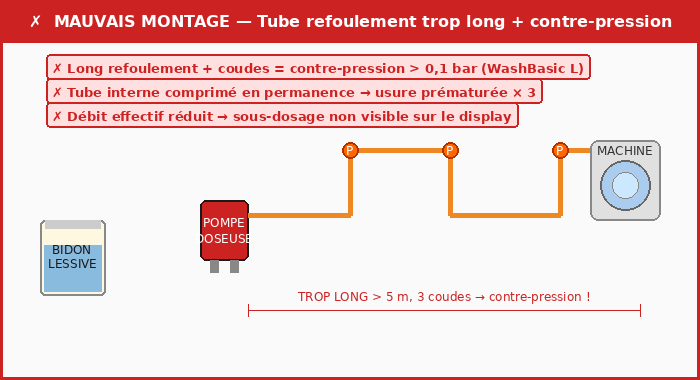 ✗ MAUVAIS MONTAGE — Tube refoulement trop long + contre-pression
✗ Long refoulement + coudes = contre-pression > 0,1 bar (WashBasic L)
✗ Tube interne comprimé en permanence → usure prématurée × 3
✗ Débit effectif réduit → sous-dosage non visible sur le display
P
P
P
MACHINE
POMPE
DOSEUSE
BIDON
LESSIVE
TROP LONG > 5 m, 3 coudes → contre-pression !